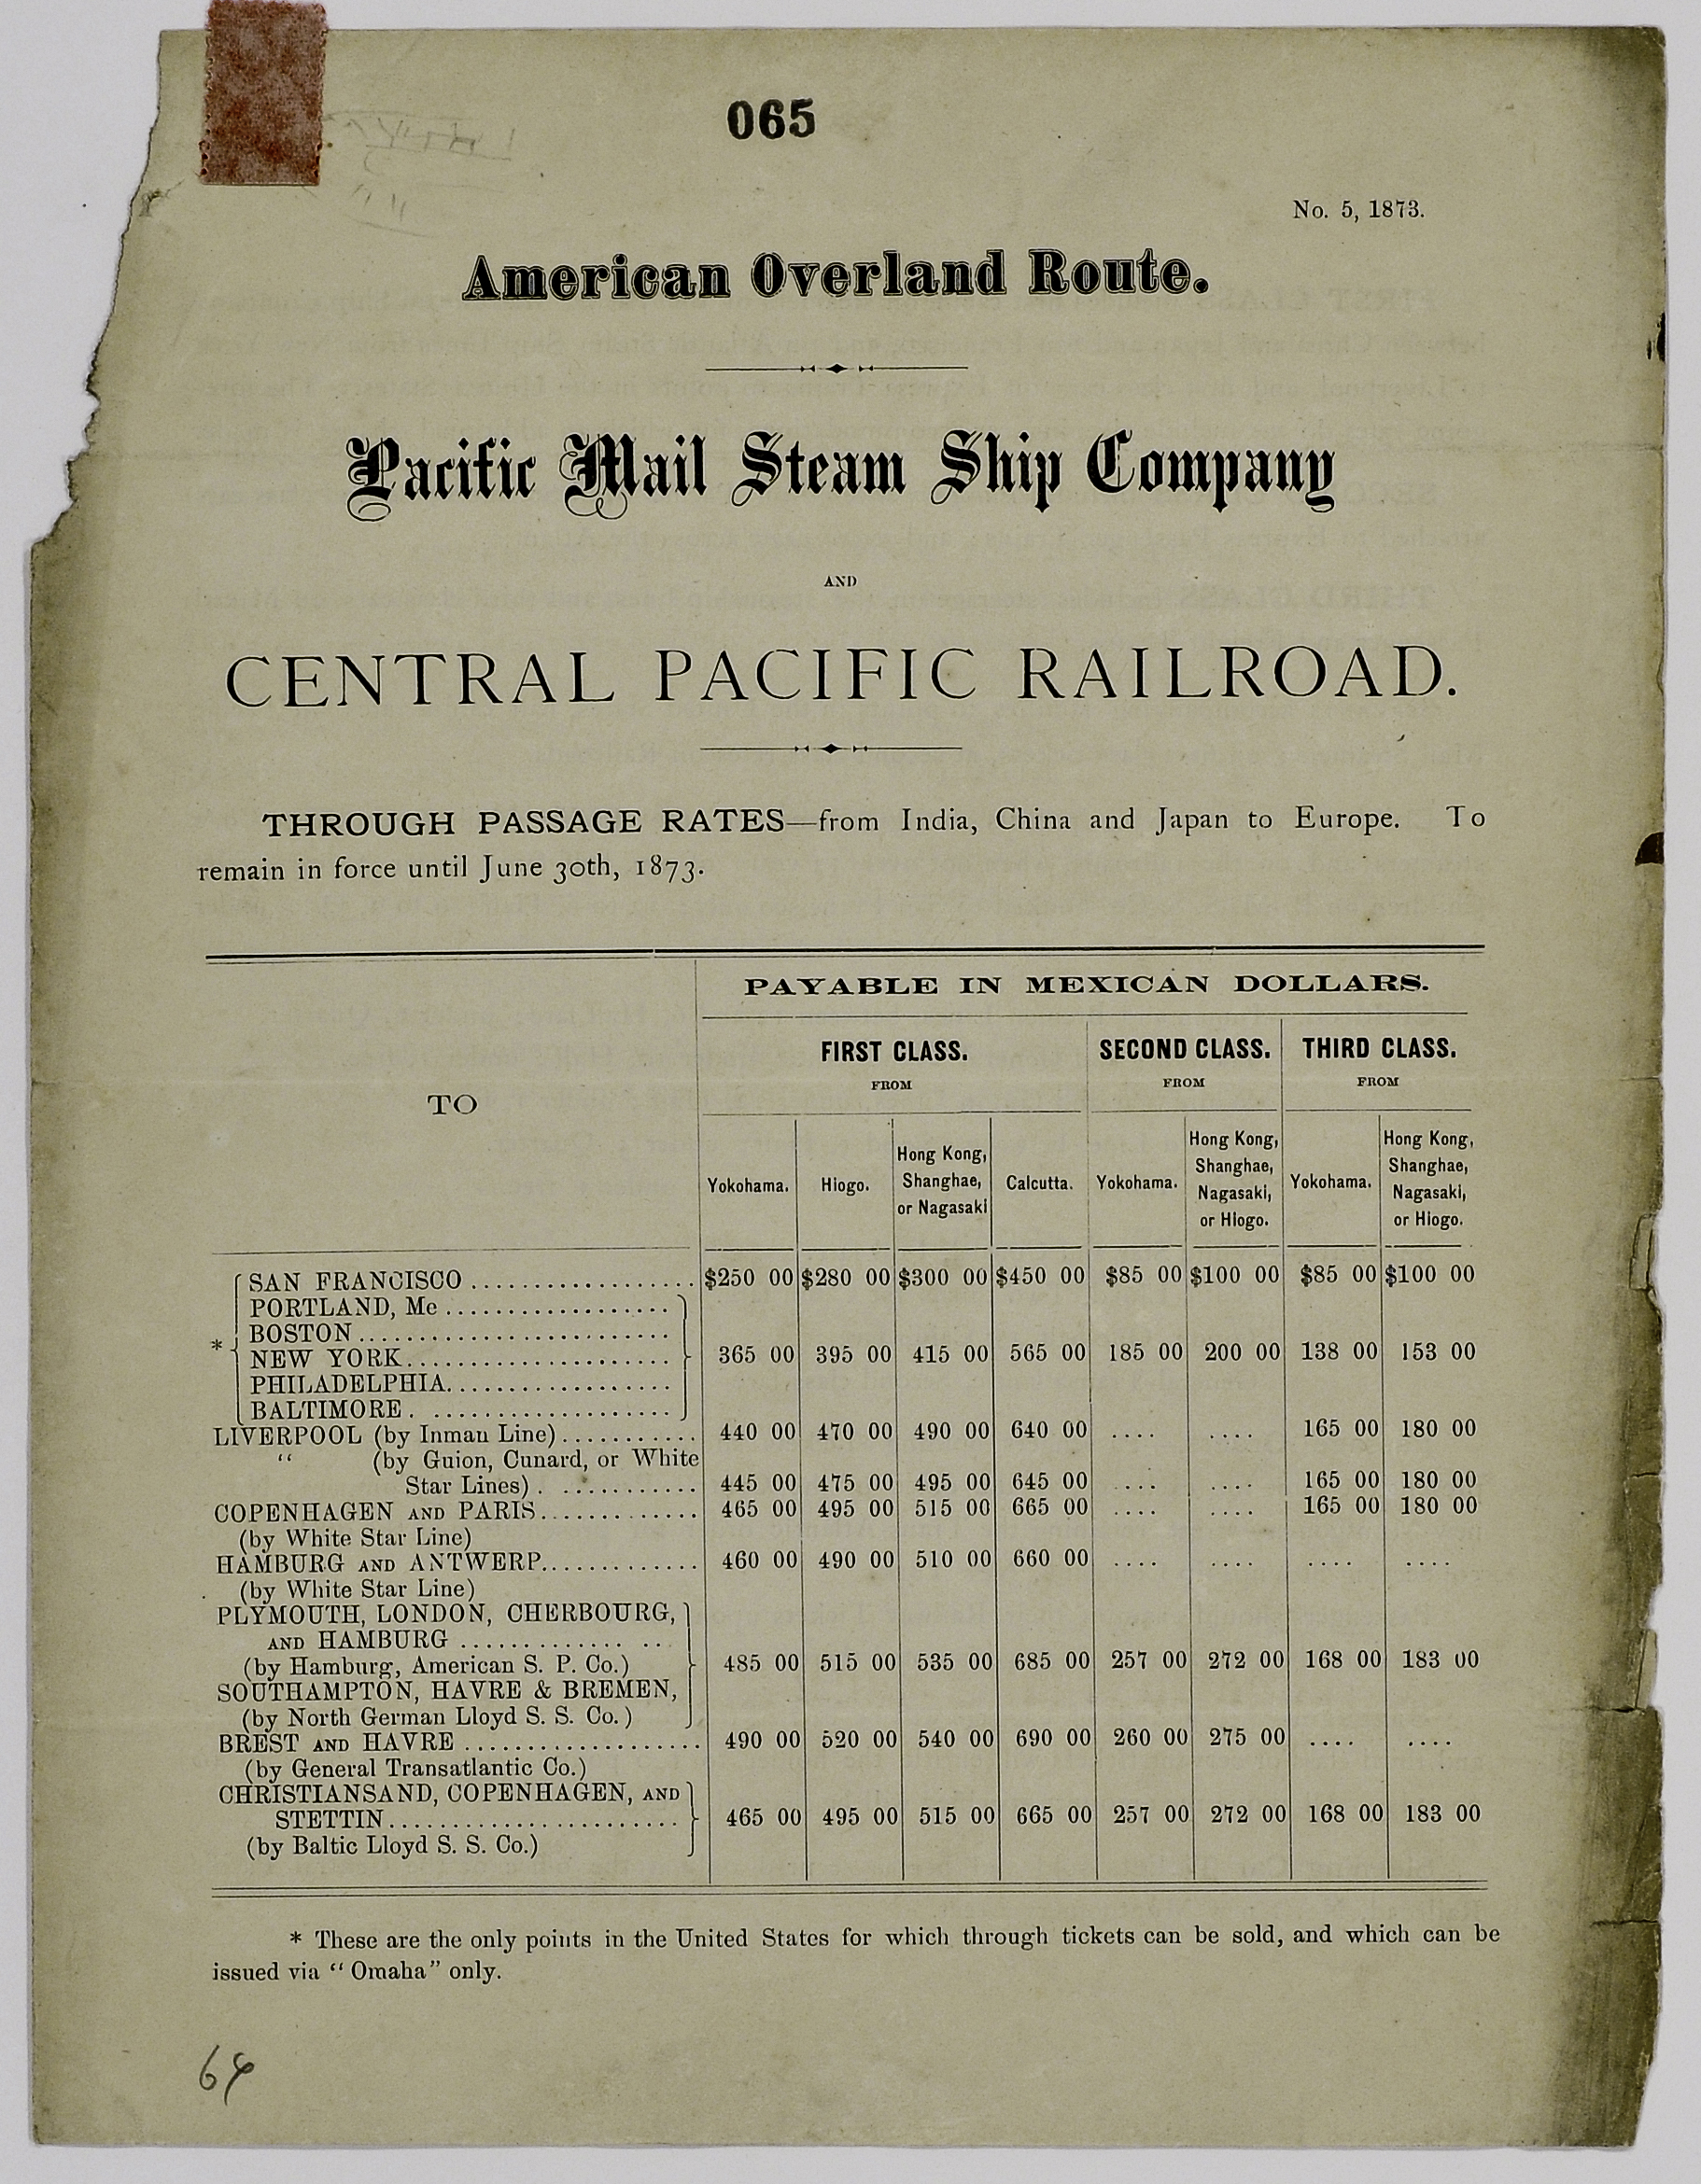 065
No. 5, 1873.
American Overland Route.
Pacific Mail Steam Ship Company
AND
CENTRAL PACIFIC RAILROAD.
THROUGH PASSAGE RATES—from India, China and Japan to Europe. To
remain in force until June 30th, 1873.
TO
PAYABLE IN MEXICAN DOLLARS.
FIRST CLASS. SECOND CLASS. THIRD CLASS.
FROM FROM FROM
Yokohama. Hiogo. Hong Kong, Shanghae, or Nagasaki Calcutta. Yokohama. Hong Kong, Shanghae, Nagasaki, or Hiogo. Yokohama. Hong Kong, Shanghae, Nagasaki, or Hiogo.
SAN FRANCISCO .................. $250 00 $280 00 $300 00 $450 00 $85 00 $100 00 $85 00 $100 00
PORTLAND, Me ..................
BOSTON ........................
* NEW YORK..................... 365 00 395 00 415 00 565 00 185 00 200 00 138 00 153 00
PHILADELPHIA..................
BALTIMORE. ...................
LIVERPOOL (by Inman Line)........... 440 00 470 00 490 00 640 00 .... .... 165 00 180 00
“ (by Guion, Cunard, or White
Star Lines) . ........... 445 00 475 00 495 00 645 00 .... .... 165 00 180 00
COPENHAGEN AND PARIS............. 465 00 495 00 515 00 665 00 .... .... 165 00 180 00
(by White Star Line)
HAMBURG AND ANTWERP............. 460 00 490 00 510 00 660 00 .... .... .... ....
(by White Star Line)
PLYMOUTH, LONDON, CHERBOURG,
AND HAMBURG ............. ..
(by Hamburg, American S. P. Co.) 485 00 515 00 535 00 685 00 257 00 272 00 168 00 183 00
SOUTHAMPTON, HAVRE & BREMEN,
(by North German Lloyd S. S. Co.)
BREST AND HAVRE .................... 490 00 520 00 540 00 690 00 260 00 275 00 .... ....
(by General Transatlantic Co.)
CHRISTIANSAND, COPENHAGEN, AND
STETTIN........................ 465 00 495 00 515 00 665 00 257 00 272 00 168 00 183 00
(by Baltic Lloyd S. S. Co.)
* These are the only points in the United States for which through tickets can be sold, and which can be
issued via “Omaha” only.
64